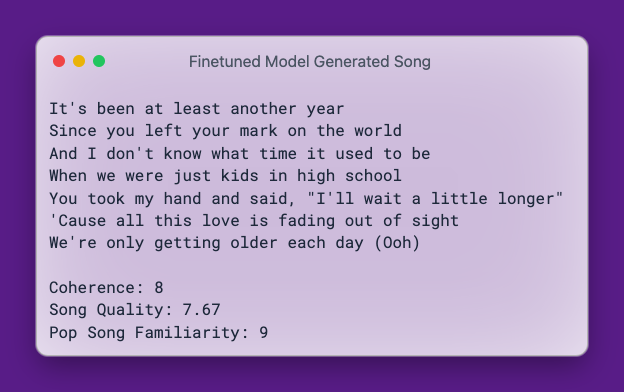 Finetuned Model Generated Song
It's been at least another year
Since you left your mark on the world
And I don't know what time it used to be
When we were just kids in high school
You took my hand and said, "I'll wait a little longer"
'Cause all this love is fading out of sight
We're only getting older each day (Ooh)
Coherence: 8
Song Quality: 7.67
Pop Song Familiarity: 9